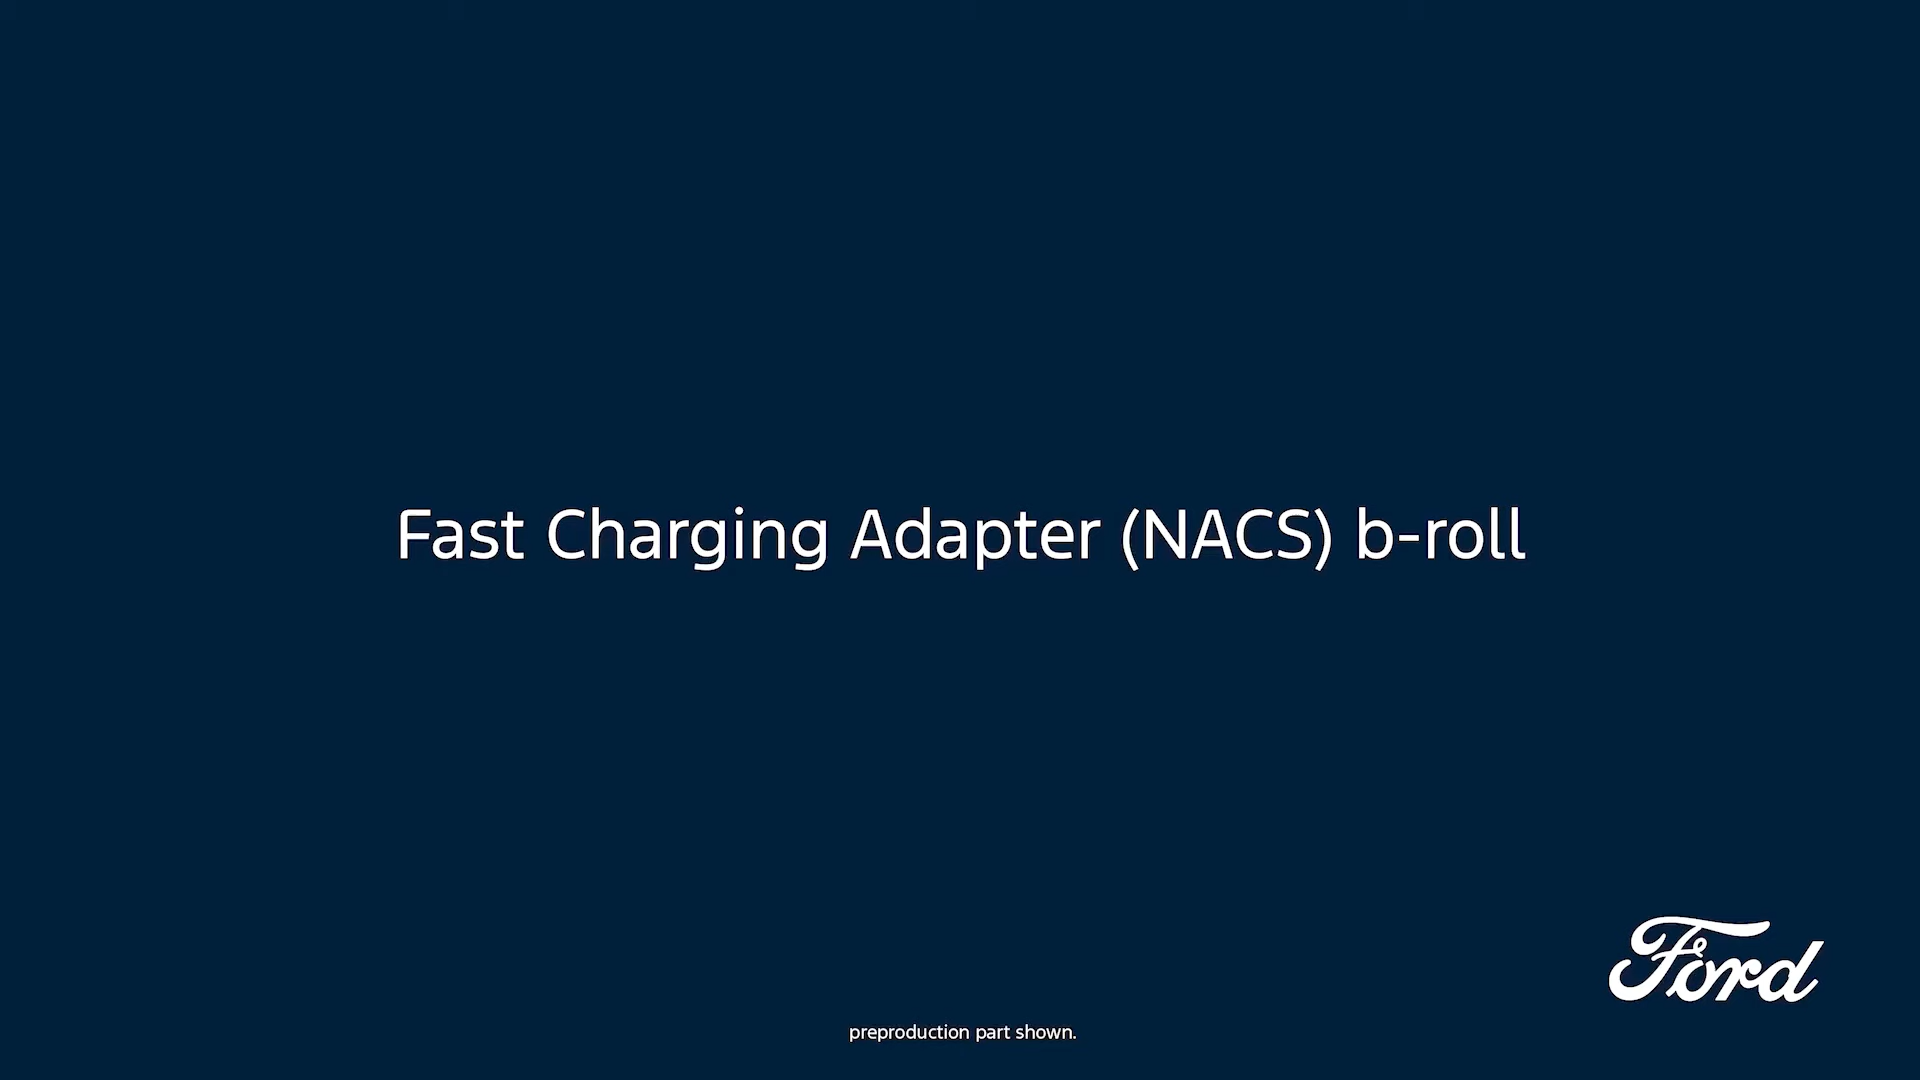 Fast Charging Adapter (NACS) b-roll
Ford
preproduction part shown.